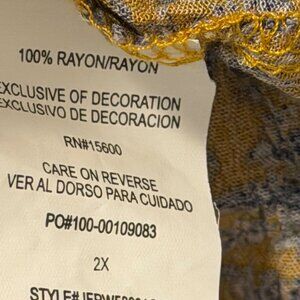 100% RAYON/RAYON
EXCLUSIVE OF DECORATION
EXCLUSIVO DE DECORACION
RN#15600
CARE ON REVERSE
VER AL DORSO PARA CUIDADO
PO#100-00109083
2X
STYLE#